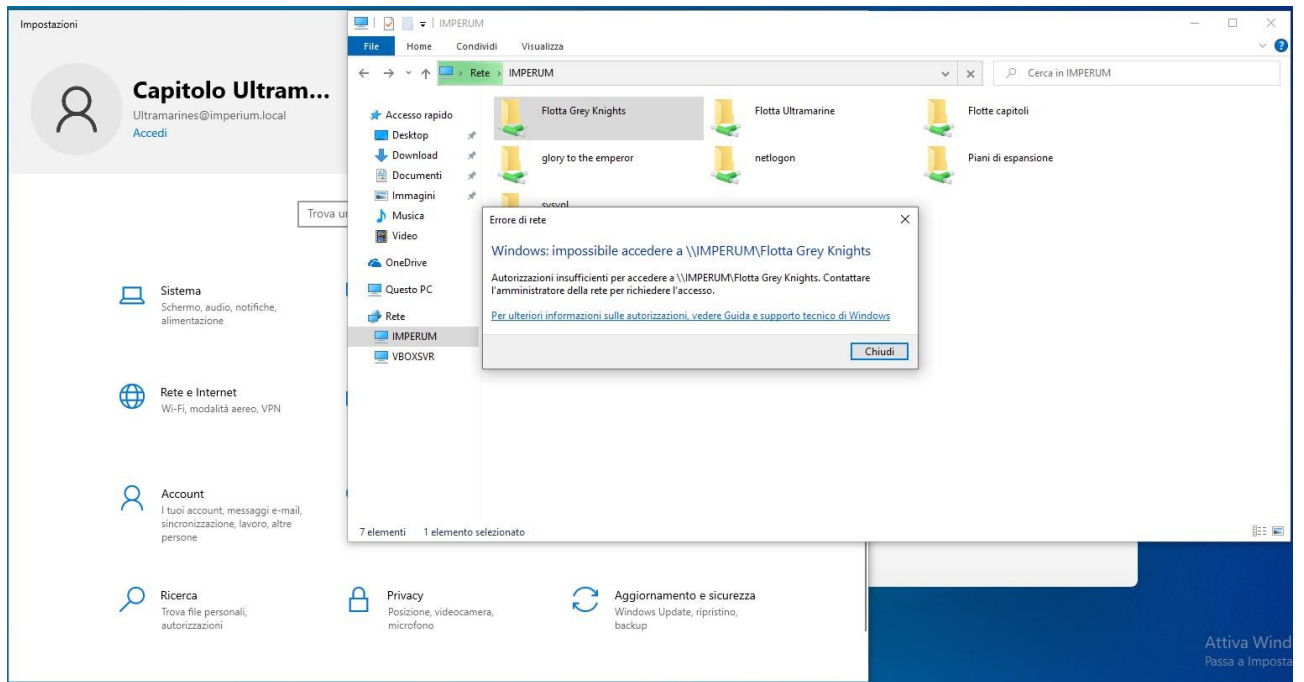 Impostazioni
Capitolo Ultram...
Ultramarines@imperium.local
Accedi
Sistema
Schermo, audio, notifiche,
alimentazione
Rete e Internet
Wi-Fi, modalità aereo, VPN
Account
I tuoi account, messaggi e-mail,
sincronizzazione, lavoro, altre
persone
Ricerca
Trova file personali,
autorizzazioni
Privacy
Posizione, videocamera,
microfono
Aggiornamento e sicurezza
Windows Update, ripristino,
backup
IMPERUM
File Home Condividi Visualizza
Rete > IMPERUM
Cerca in IMPERUM
Accesso rapido
Desktop
Download
Documenti
Immagini
Musica
Video
OneDrive
Questo PC
Rete
IMPERUM
VBOXSVR
Flotta Grey Knights
Flotta Ultramarine
Flotte capitoli
glory to the emperor
netlogon
Piani di espansione
sysvol
Errore di rete
Windows: impossibile accedere a \\IMPERUM\Flotta Grey Knights
Autorizzazioni insufficienti per accedere a \\IMPERUM\Flotta Grey Knights. Contattare
l'amministratore della rete per richiedere l'accesso.
Per ulteriori informazioni sulle autorizzazioni, vedere Guida e supporto tecnico di Windows
Chiudi
7 elementi 1 elemento selezionato
Attiva Wind
Passa a Imposta